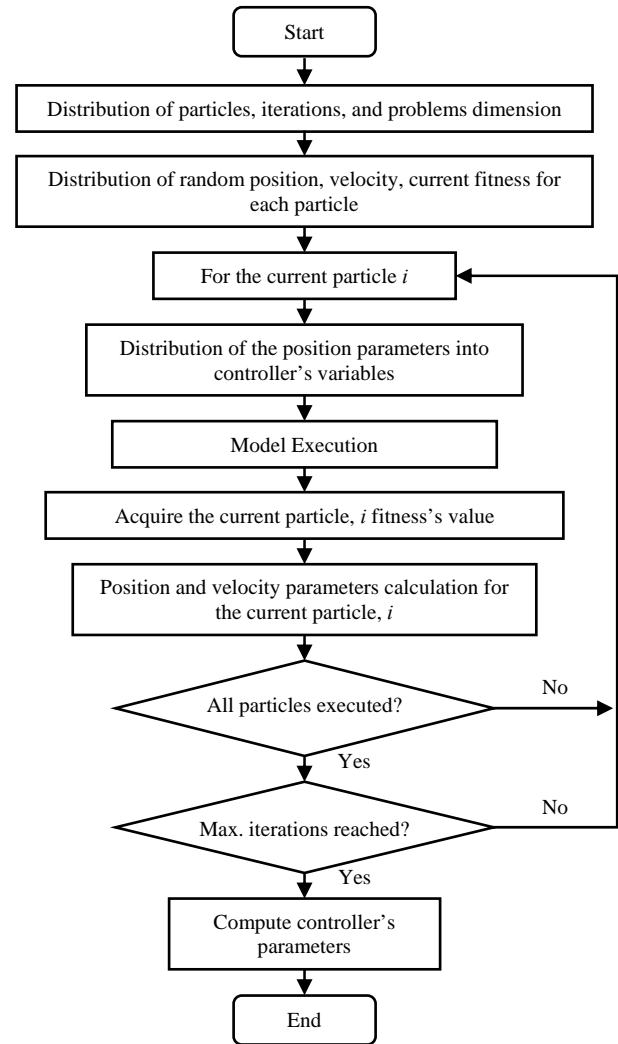 Start
Distribution of particles, iterations, and problems dimension
Distribution of random position, velocity, current fitness for
each particle
For the current particle i
Distribution of the position parameters into
controller’s variables
Model Execution
Acquire the current particle, i fitness’s value
Position and velocity parameters calculation for
the current particle, i
All particles executed?
No
Yes
Max. iterations reached?
No
Yes
Compute controller’s
parameters
End